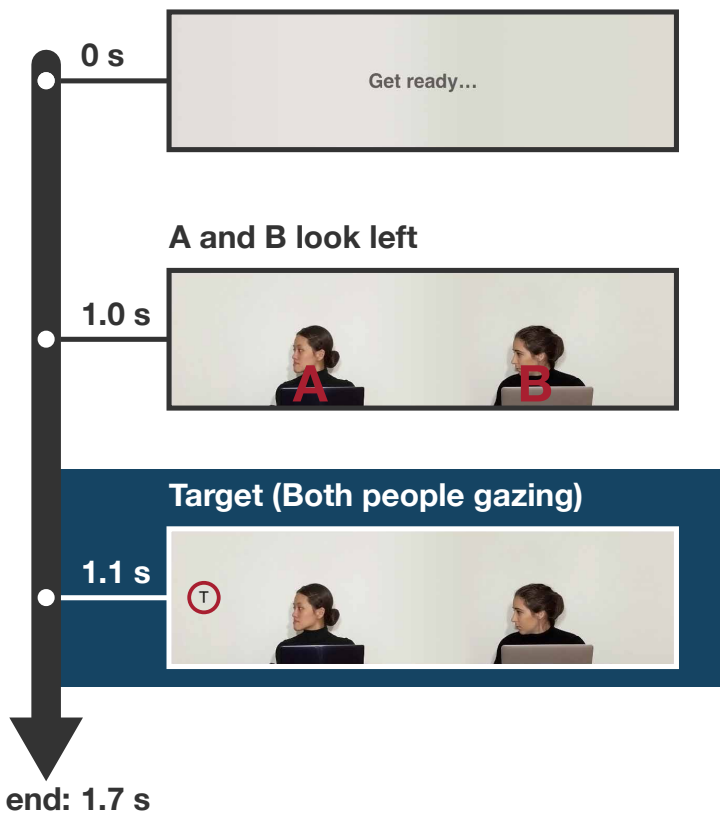 0 s
Get ready…
A and B look left
1.0 s
A
B
Target (Both people gazing)
1.1 s
T
end: 1.7 s